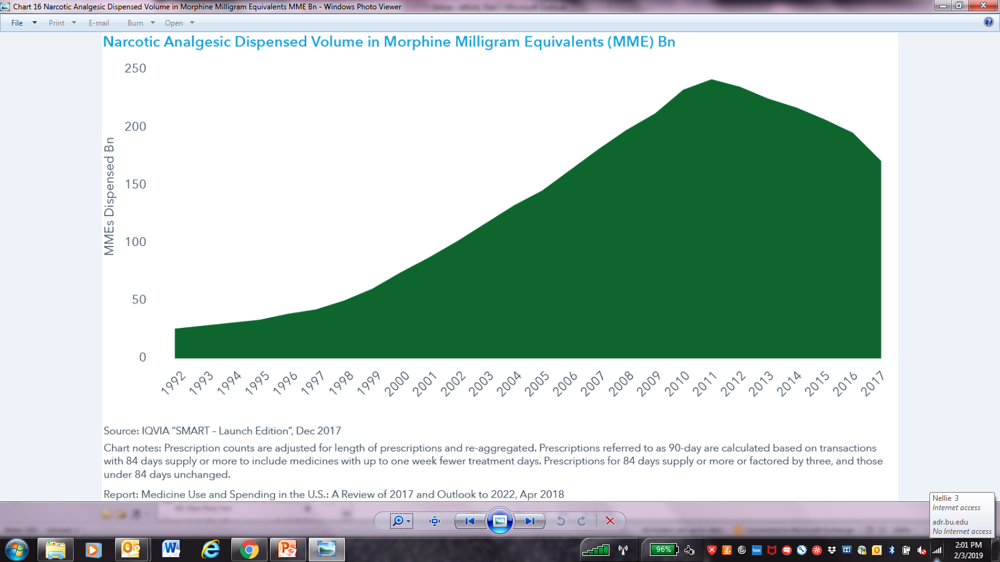 Chart 16 Narcotic Analgesic Dispensed Volume in Morphine Milligram Equivalents MME Bn - Windows Photo Viewer
File Print E-mail Burn Open
Narcotic Analgesic Dispensed Volume in Morphine Milligram Equivalents (MME) Bn
MMEs Dispensed Bn
250
200
150
100
50
0
1992 1993 1994 1995 1996 1997 1998 1999 2000 2001 2002 2003 2004 2005 2006 2007 2008 2009 2010 2011 2012 2013 2014 2015 2016 2017
Source: IQVIA “SMART – Launch Edition”, Dec 2017
Chart notes: Prescription counts are adjusted for length of prescriptions and re-aggregated. Prescriptions referred to as 90-day are calculated based on transactions
with 84 days supply or more to include medicines with up to one week fewer treatment days. Prescriptions for 84 days supply or more or factored by three, and those
under 84 days unchanged.
Report: Medicine Use and Spending in the U.S.: A Review of 2017 and Outlook to 2022, Apr 2018
Nellie 3
Internet access
adr.bu.edu
No Internet access
96%
box
2:01 PM
2/3/2019